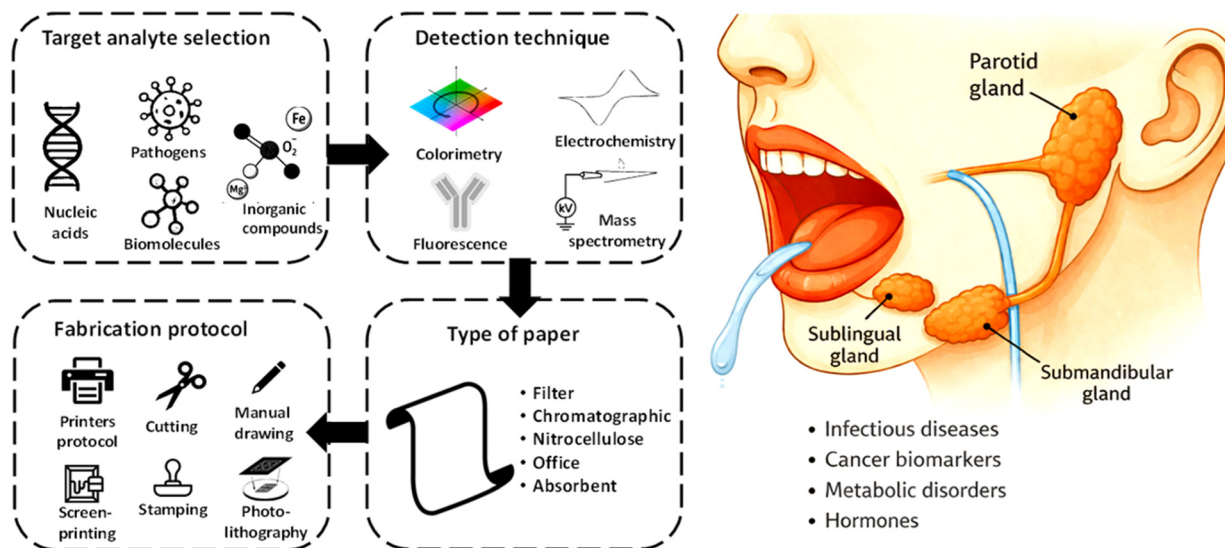 Target analyte selection
Nucleic
acids
Pathogens
Biomolecules
Fe
O₂⁻
Mg⁺
Inorganic
compounds
Detection technique
Colorimetry
Electrochemistry
Fluorescence
kV
Mass
spectrometry
Fabrication protocol
Printers
protocol
Cutting
Manual
drawing
Screen-
printing
Stamping
Photo-
lithography
Type of paper
• Filter
• Chromatographic
• Nitrocellulose
• Office
• Absorbent
Parotid
gland
Sublingual
gland
Submandibular
gland
• Infectious diseases
• Cancer biomarkers
• Metabolic disorders
• Hormones